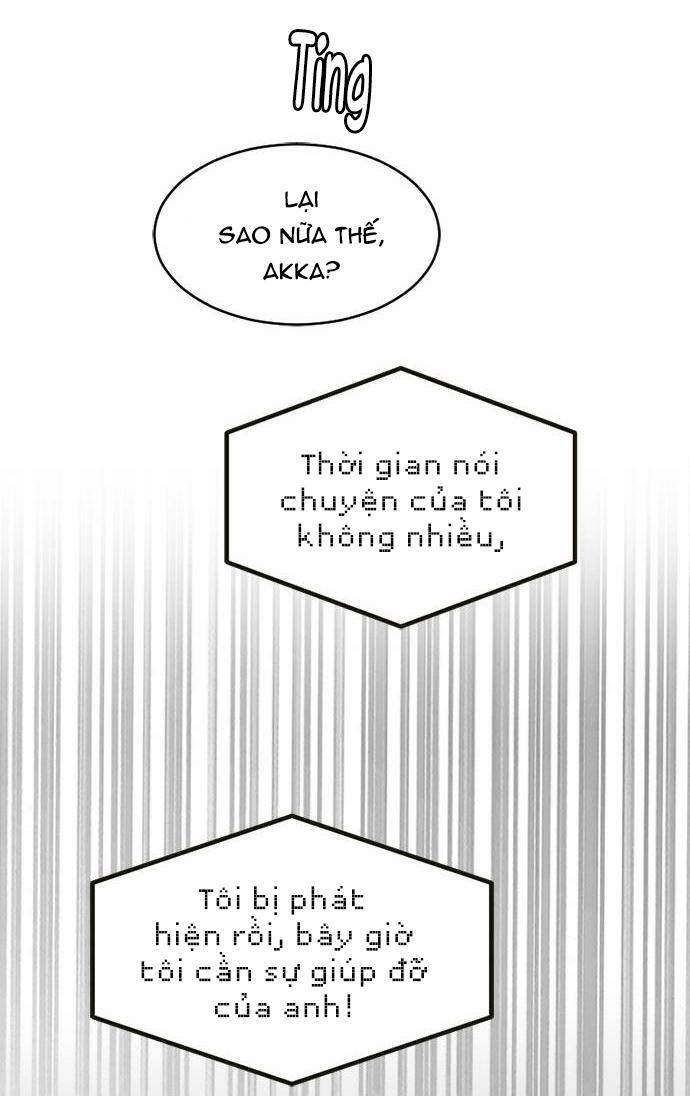 Ting
LẠI
SAO NỮA THẾ,
AKKA?
Thời gian nói
chuyện của tôi
không nhiều,
Tôi bị phát
hiện rồi, bây giờ
tôi cần sự giúp đỡ
của anh!